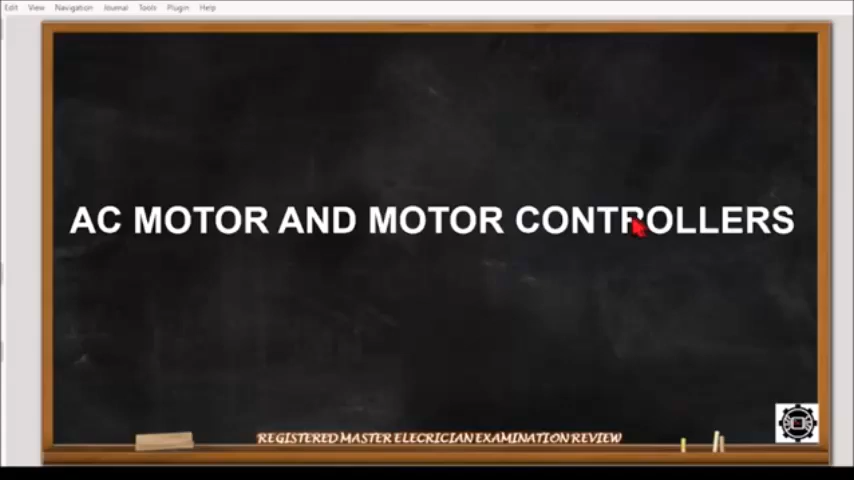 Edit View Navigation Journal Tools Plugin Help
AC MOTOR AND MOTOR CONTROLLERS
REGISTERED MASTER ELECRICIAN EXAMINATION REVIEW